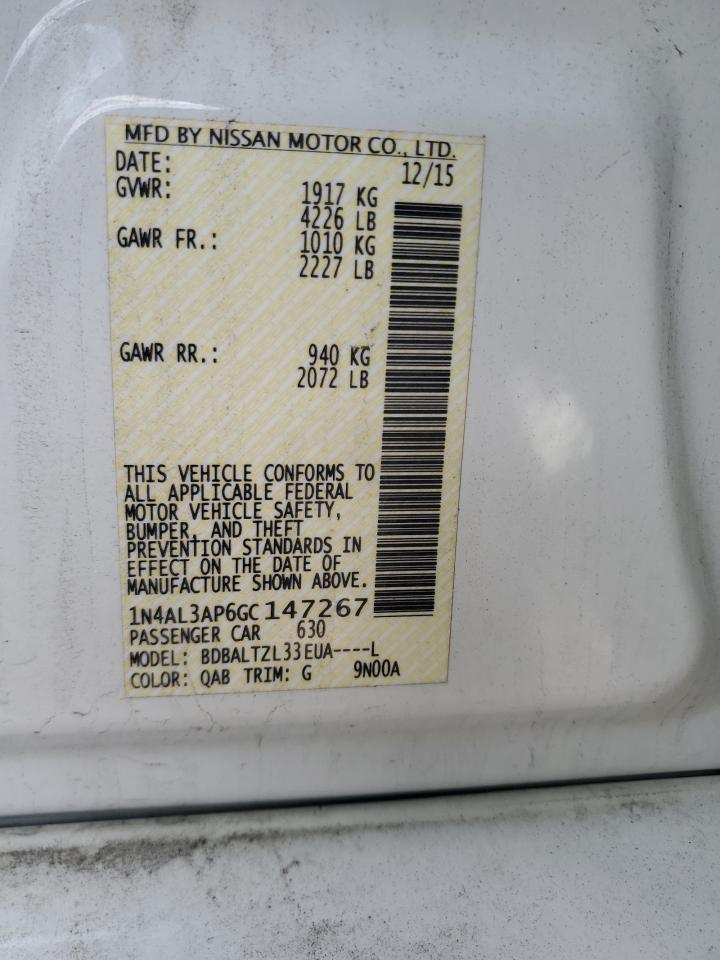 MFD BY NISSAN MOTOR CO., LTD.
DATE: 12/15
GVWR: 1917 KG
4226 LB
GAWR FR.: 1010 KG
2227 LB
GAWR RR.: 940 KG
2072 LB
THIS VEHICLE CONFORMS TO
ALL APPLICABLE FEDERAL
MOTOR VEHICLE SAFETY,
BUMPER, AND THEFT
PREVENTION STANDARDS IN
EFFECT ON THE DATE OF
MANUFACTURE SHOWN ABOVE.
1N4AL3AP6GC147267
PASSENGER CAR 630
MODEL: BDBALTZL33EUA----L
COLOR: QAB TRIM: G 9N00A